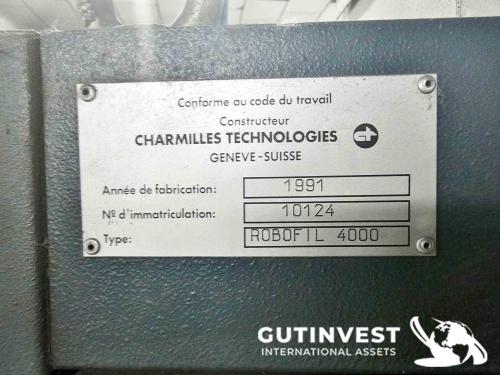 Conforme au code du travail
Constructeur
CHARMILLES TECHNOLOGIES
GENEVE-SUISSE
Année de fabrication: 1991
Nº d'immatriculation: 10124
Type: ROBOFIL 4000
GUTINVEST
INTERNATIONAL ASSETS